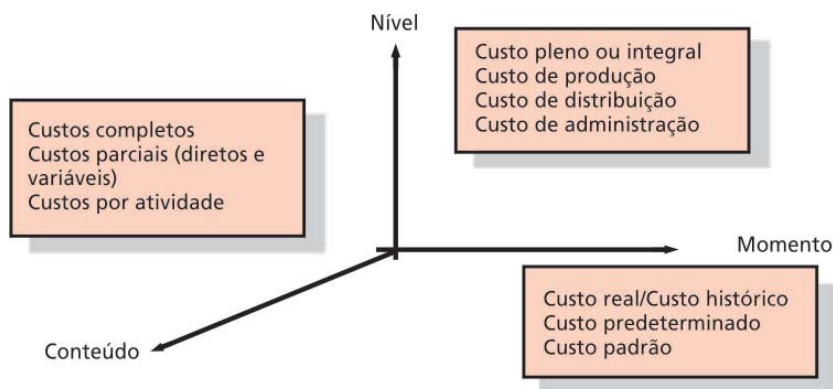 Nível
Custo pleno ou integral
Custo de produção
Custo de distribuição
Custo de administração
Custos completos
Custos parciais (diretos e
variáveis)
Custos por atividade
Momento
Custo real/Custo histórico
Custo predeterminado
Custo padrão
Conteúdo